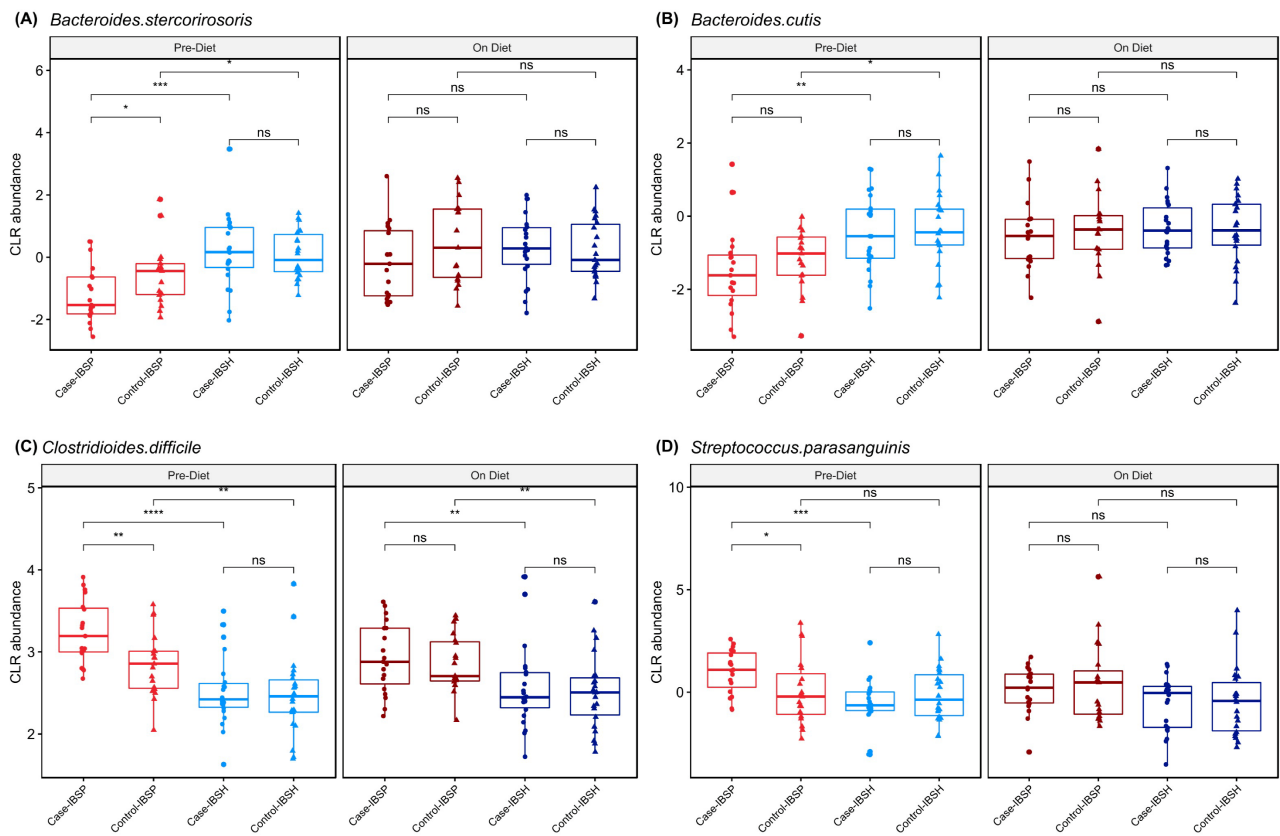 (A) Bacteroides.stercorirosoris
Pre-Diet
On Diet
CLR abundance
6
4
2
0
-2
*
***
*
ns
ns
ns
ns
ns
Case-IBSP
Control-IBSP
Case-IBSH
Control-IBSH
Case-IBSP
Control-IBSP
Case-IBSH
Control-IBSH
(B) Bacteroides.cutis
Pre-Diet
On Diet
CLR abundance
4
2
-0
-2
*
**
ns
ns
ns
ns
ns
ns
Case-IBSP
Control-IBSP
Case-IBSH
Control-IBSH
Case-IBSP
Control-IBSP
Case-IBSH
Control-IBSH
(C) Clostridioides.difficile
Pre-Diet
On Diet
CLR abundance
5
4
3
2
**
****
**
ns
**
**
ns
ns
Case-IBSP
Control-IBSP
Case-IBSH
Control-IBSH
Case-IBSP
Control-IBSP
Case-IBSH
Control-IBSH
(D) Streptococcus.parasanguinis
Pre-Diet
On Diet
CLR abundance
10
5
0
ns
***
*
ns
ns
ns
ns
ns
Case-IBSP
Control-IBSP
Case-IBSH
Control-IBSH
Case-IBSP
Control-IBSP
Case-IBSH
Control-IBSH